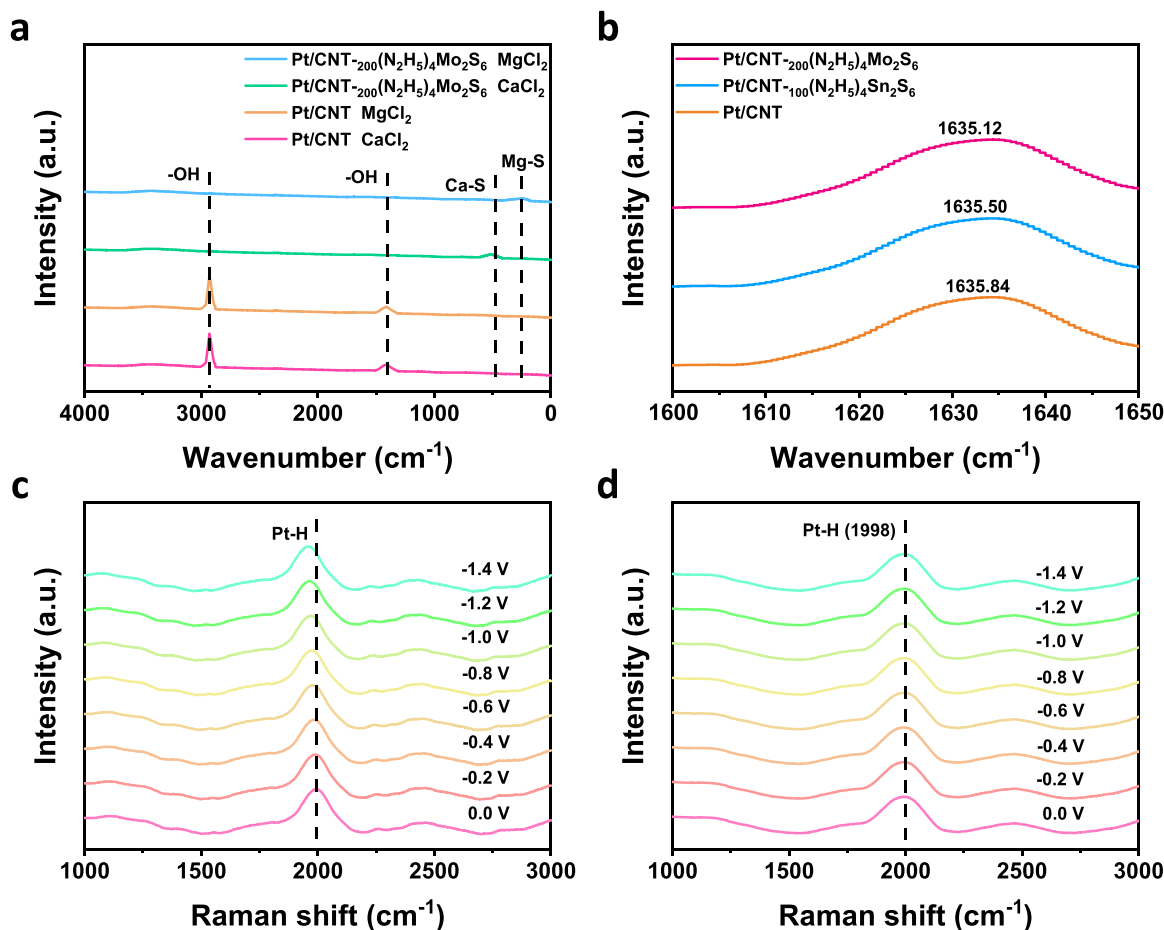 a
Pt/CNT-₂₀₀(N₂H₅)₄Mo₂S₆ MgCl₂
Pt/CNT-₂₀₀(N₂H₅)₄Mo₂S₆ CaCl₂
Pt/CNT MgCl₂
Pt/CNT CaCl₂
-OH
-OH
Ca-S
Mg-S
Intensity (a.u.)
4000 3000 2000 1000 0
Wavenumber (cm⁻¹)
b
Pt/CNT-₂₀₀(N₂H₅)₄Mo₂S₆
Pt/CNT-₁₀₀(N₂H₅)₄Sn₂S₆
Pt/CNT
1635.12
1635.50
1635.84
Intensity (a.u.)
1600 1610 1620 1630 1640 1650
Wavenumber (cm⁻¹)
c
Pt-H
-1.4 V
-1.2 V
-1.0 V
-0.8 V
-0.6 V
-0.4 V
-0.2 V
0.0 V
Intensity (a.u.)
1000 1500 2000 2500 3000
Raman shift (cm⁻¹)
d
Pt-H (1998)
-1.4 V
-1.2 V
-1.0 V
-0.8 V
-0.6 V
-0.4 V
-0.2 V
0.0 V
Intensity (a.u.)
1000 1500 2000 2500 3000
Raman shift (cm⁻¹)